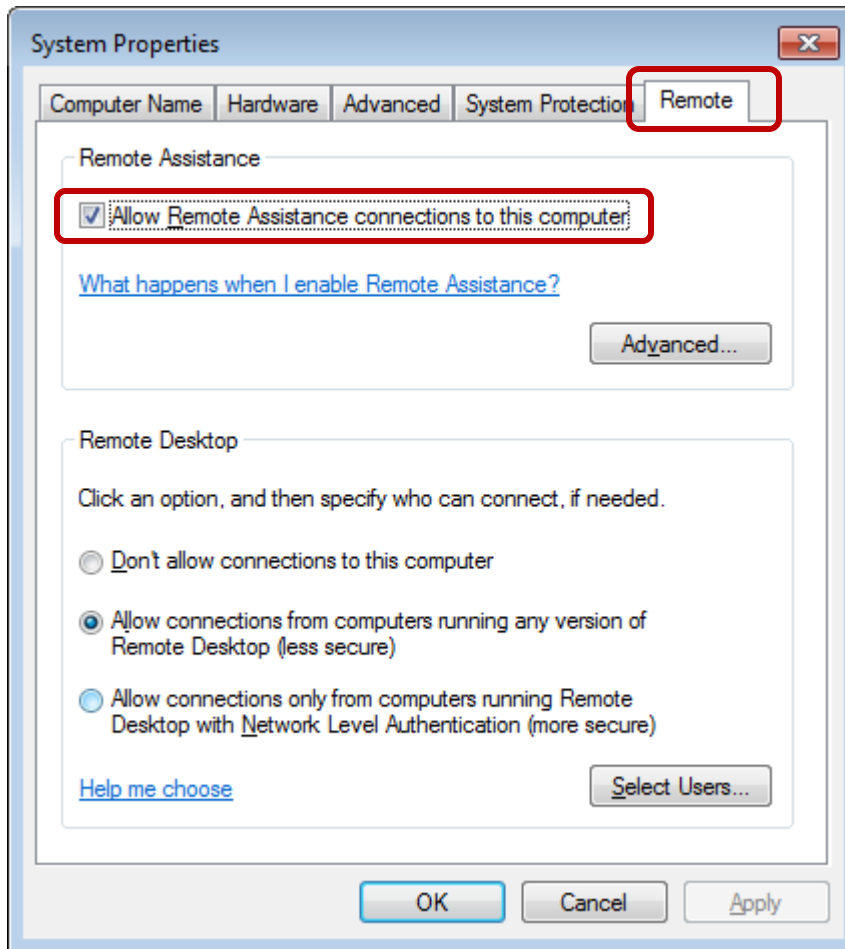 System Properties
Computer Name
Hardware
Advanced
System Protection
Remote
Remote Assistance
Allow Remote Assistance connections to this computer
What happens when I enable Remote Assistance?
Advanced...
Remote Desktop
Click an option, and then specify who can connect, if needed.
Don't allow connections to this computer
Allow connections from computers running any version of
Remote Desktop (less secure)
Allow connections only from computers running Remote
Desktop with Network Level Authentication (more secure)
Help me choose
Select Users...
OK
Cancel
Apply